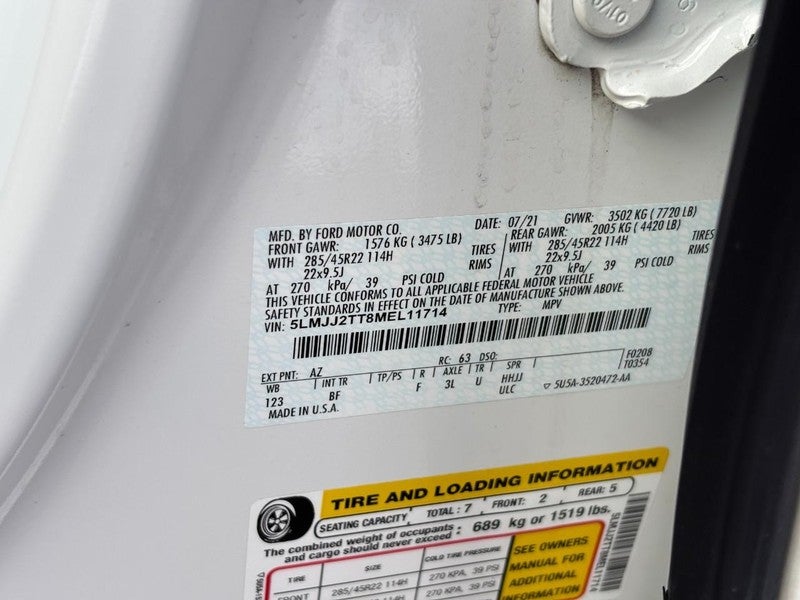 01/10
MFD. BY FORD MOTOR CO. DATE: 07/21 GVWR: 3502 KG ( 7720 LB)
FRONT GAWR: 1576 KG ( 3475 LB) REAR GAWR: 2005 KG ( 4420 LB)
WITH 285/45R22 114H TIRES WITH 285/45R22 114H TIRES
22x9.5J RIMS 22x9.5J RIMS
AT 270 kPa/ 39 PSI COLD AT 270 kPa/ 39 PSI COLD
THIS VEHICLE CONFORMS TO ALL APPLICABLE FEDERAL MOTOR VEHICLE
SAFETY STANDARDS IN EFFECT ON THE DATE OF MANUFACTURE SHOWN ABOVE.
VIN: 5LMJJ2TT8MEL11714 TYPE: MPV
EXT PNT: AZ RC: 63 DSO: F0208
WB INT TR TP/PS R AXLE TR SPR T0354
123 BF F 3L U HHJJ
ULC ▽ 5U5A-3520472-AA
MADE IN U.S.A.
TIRE AND LOADING INFORMATION
SEATING CAPACITY TOTAL : 7 FRONT: 2 REAR: 5
The combined weight of occupants
and cargo should never exceed : 689 kg or 1519 lbs.
TIRE SIZE COLD TIRE PRESSURE
FRONT 285/45R22 114H 270 KPA, 39 PSI
285/45R22 114H 270 KPA, 39 PSI
SEE OWNERS
MANUAL FOR
ADDITIONAL
INFORMATION
5LMJJ2TT8MEL11714